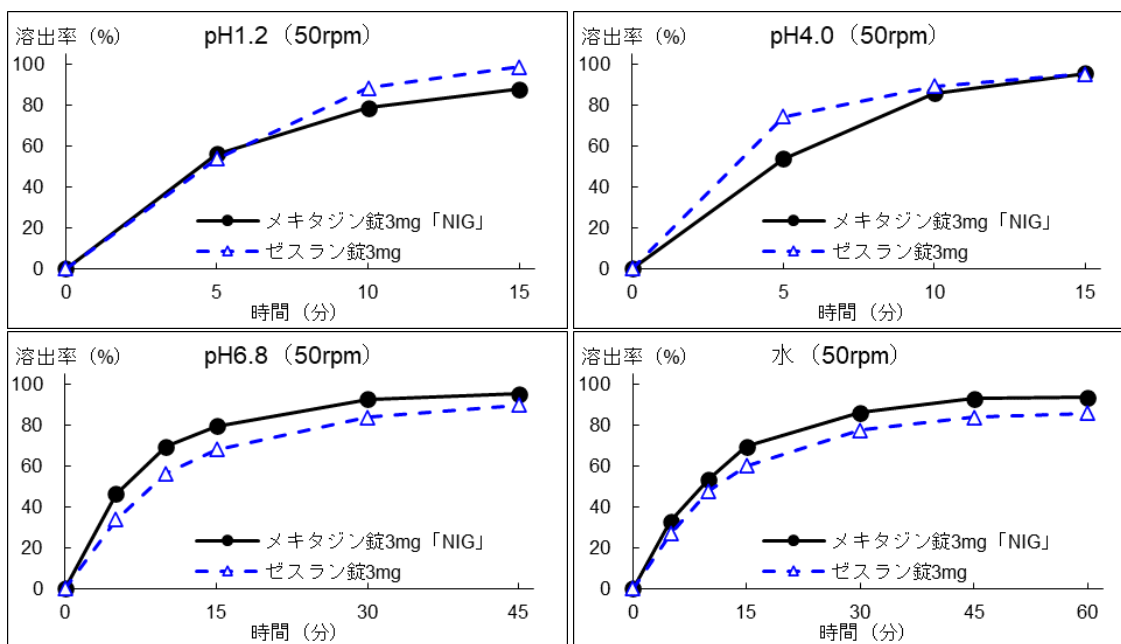 溶出率（%）
pH1.2（50rpm）
100
80
60
40
20
0
メキタジン錠3mg「NIG」
ゼスラン錠3mg
0 5 10 15
時間（分）
溶出率（%）
pH4.0（50rpm）
100
80
60
40
20
0
メキタジン錠3mg「NIG」
ゼスラン錠3mg
0 5 10 15
時間（分）
溶出率（%）
pH6.8（50rpm）
100
80
60
40
20
0
メキタジン錠3mg「NIG」
ゼスラン錠3mg
0 15 30 45
時間（分）
溶出率（%）
水（50rpm）
100
80
60
40
20
0
メキタジン錠3mg「NIG」
ゼスラン錠3mg
0 15 30 45 60
時間（分）